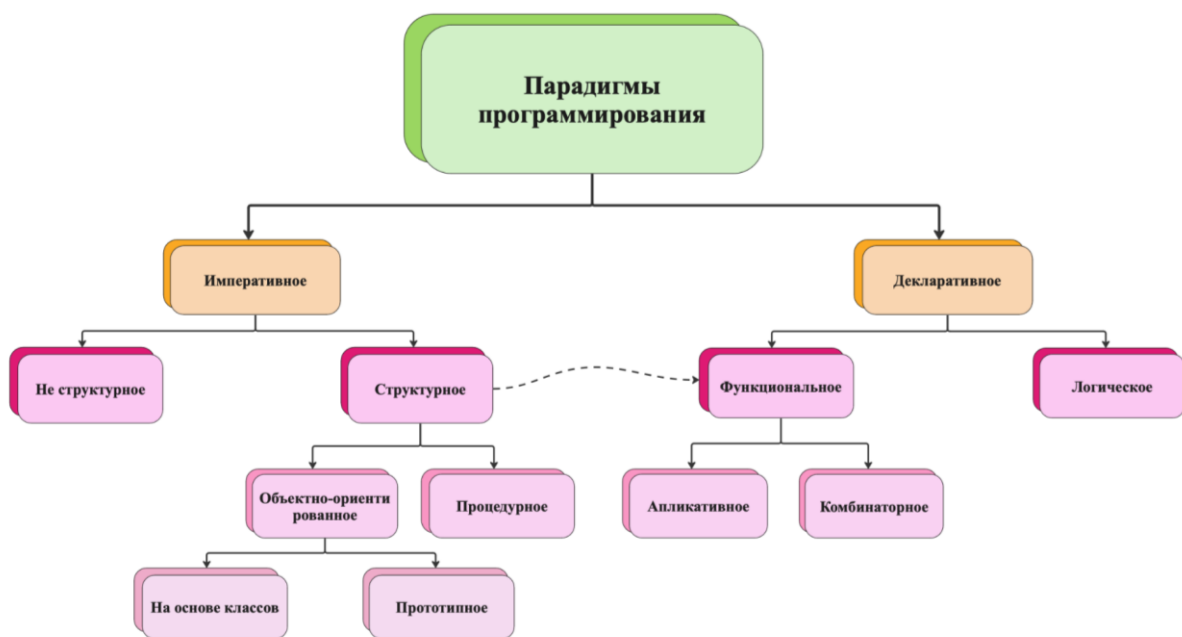 Парадигмы
программирования
Императивное
Декларативное
Не структурное
Структурное
Функциональное
Логическое
Объектно-ориенти
рованное
Процедурное
Апликативное
Комбинаторное
На основе классов
Прототипное